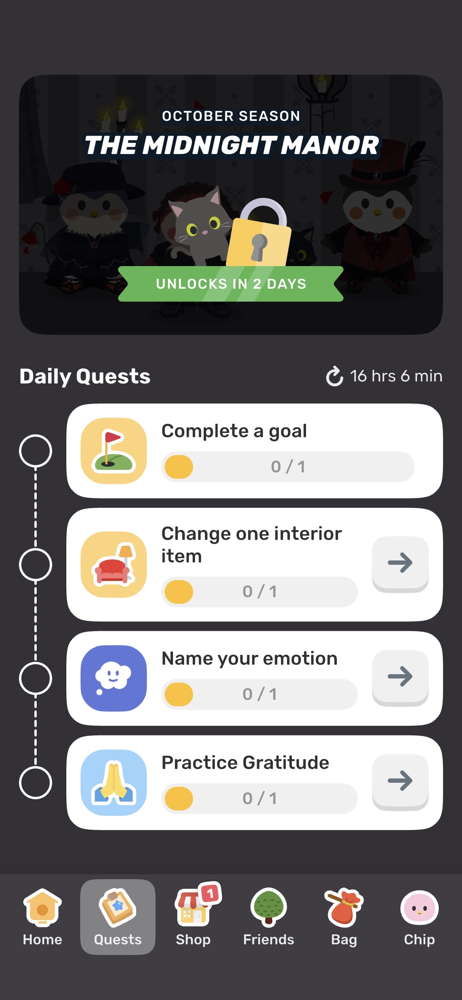 OCTOBER SEASON
THE MIDNIGHT MANOR
UNLOCKS IN 2 DAYS
Daily Quests
16 hrs 6 min
Complete a goal
0 / 1
Change one interior
item
0 / 1
Name your emotion
0 / 1
Practice Gratitude
0 / 1
1
Home
Quests
Shop
Friends
Bag
Chip